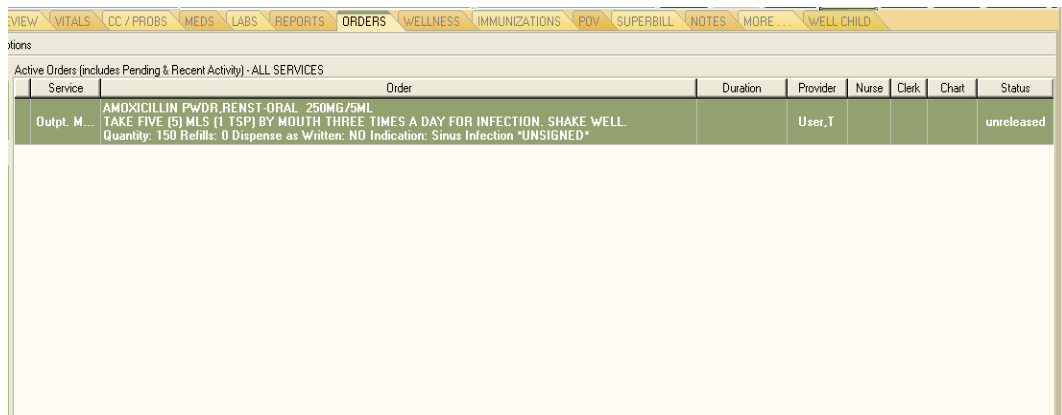 EVIEW VITALS CC / PROBS MEDS LABS REPORTS ORDERS WELLNESS IMMUNIZATIONS POV SUPERBILL NOTES MORE ... WELL CHILD
otions
Active Orders (includes Pending & Recent Activity) - ALL SERVICES
Service Order Duration Provider Nurse Clerk Chart Status
AMOXICILLIN PWDR,RENST-ORAL 250MG/5ML
Outpt. M... TAKE FIVE (5) MLS (1 TSP) BY MOUTH THREE TIMES A DAY FOR INFECTION. SHAKE WELL. User,T unreleased
Quantity: 150 Refills: 0 Dispense as Written: NO Indication: Sinus Infection *UNSIGNED*